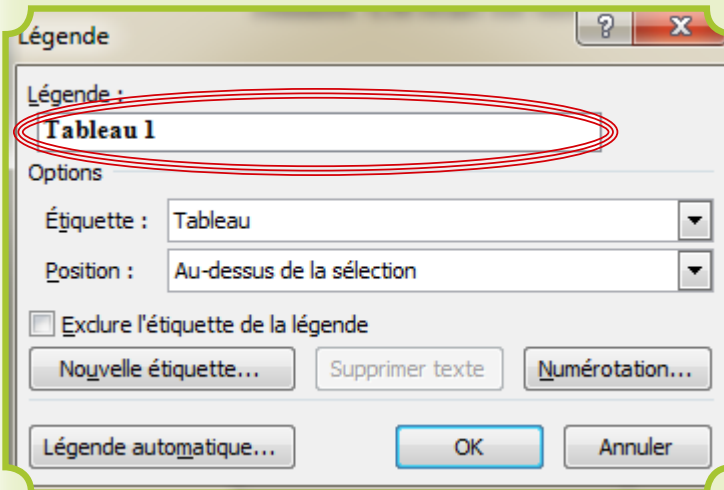 Légende
Légende :
Tableau 1
Options
Étiquette : Tableau
Position : Au-dessus de la sélection
Exclure l'étiquette de la légende
Nouvelle étiquette... Supprimer texte Numérotation...
Légende automatique... OK Annuler